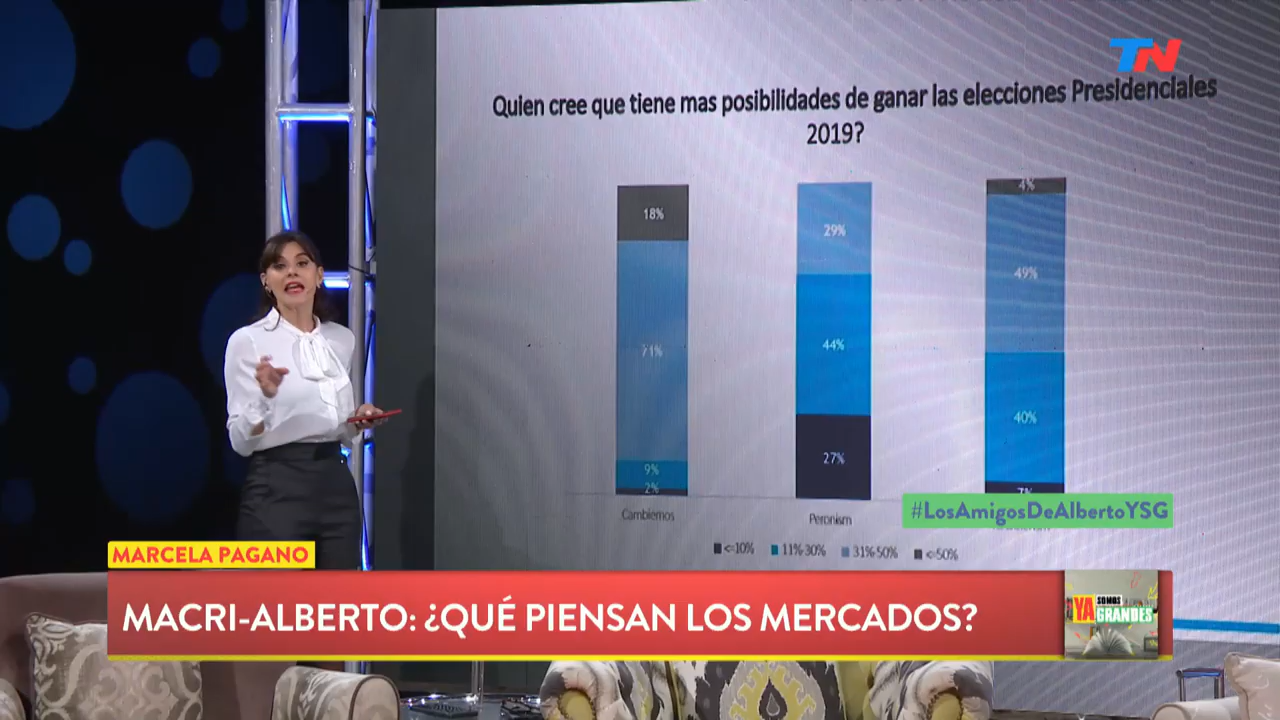 TN
Quien cree que tiene mas posibilidades de ganar las elecciones Presidenciales
2019?
18%
71%
9%
2%
Cambiemos
29%
44%
27%
Peronism
4%
49%
40%
7%
<=10% 11%-30% 31%-50% <=50%
#LosAmigosDeAlbertoYSG
MARCELA PAGANO
MACRI-ALBERTO: ¿QUÉ PIENSAN LOS MERCADOS?
YA SOMOS GRANDES